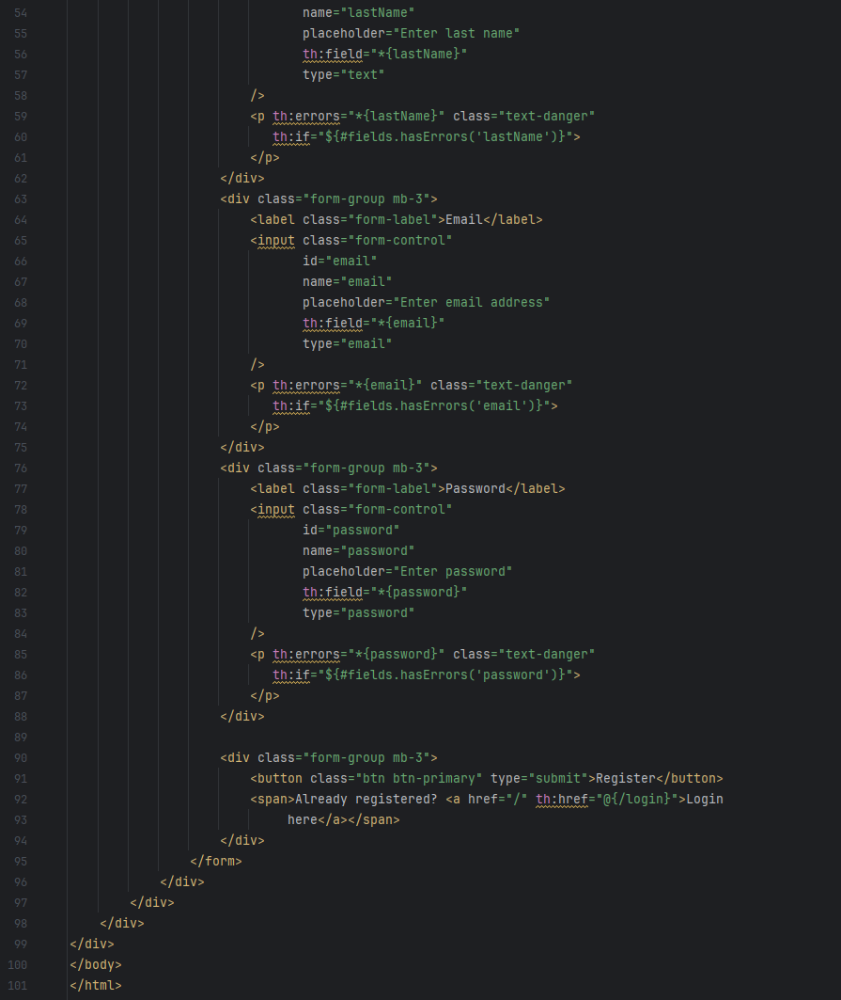 54 name="lastName"
55 placeholder="Enter last name"
56 th:field="*{lastName}"
57 type="text"
58 />
59 <p th:errors="*{lastName}" class="text-danger"
60 th:if="${#fields.hasErrors('lastName')}">
61 </p>
62 </div>
63 <div class="form-group mb-3">
64 <label class="form-label">Email</label>
65 <input class="form-control"
66 id="email"
67 name="email"
68 placeholder="Enter email address"
69 th:field="*{email}"
70 type="email"
71 />
72 <p th:errors="*{email}" class="text-danger"
73 th:if="${#fields.hasErrors('email')}">
74 </p>
75 </div>
76 <div class="form-group mb-3">
77 <label class="form-label">Password</label>
78 <input class="form-control"
79 id="password"
80 name="password"
81 placeholder="Enter password"
82 th:field="*{password}"
83 type="password"
84 />
85 <p th:errors="*{password}" class="text-danger"
86 th:if="${#fields.hasErrors('password')}">
87 </p>
88 </div>
89
90 <div class="form-group mb-3">
91 <button class="btn btn-primary" type="submit">Register</button>
92 <span>Already registered? <a href="/" th:href="@{/login}">Login
93 here</a></span>
94 </div>
95 </form>
96 </div>
97 </div>
98 </div>
99 </div>
100 </body>
101 </html>